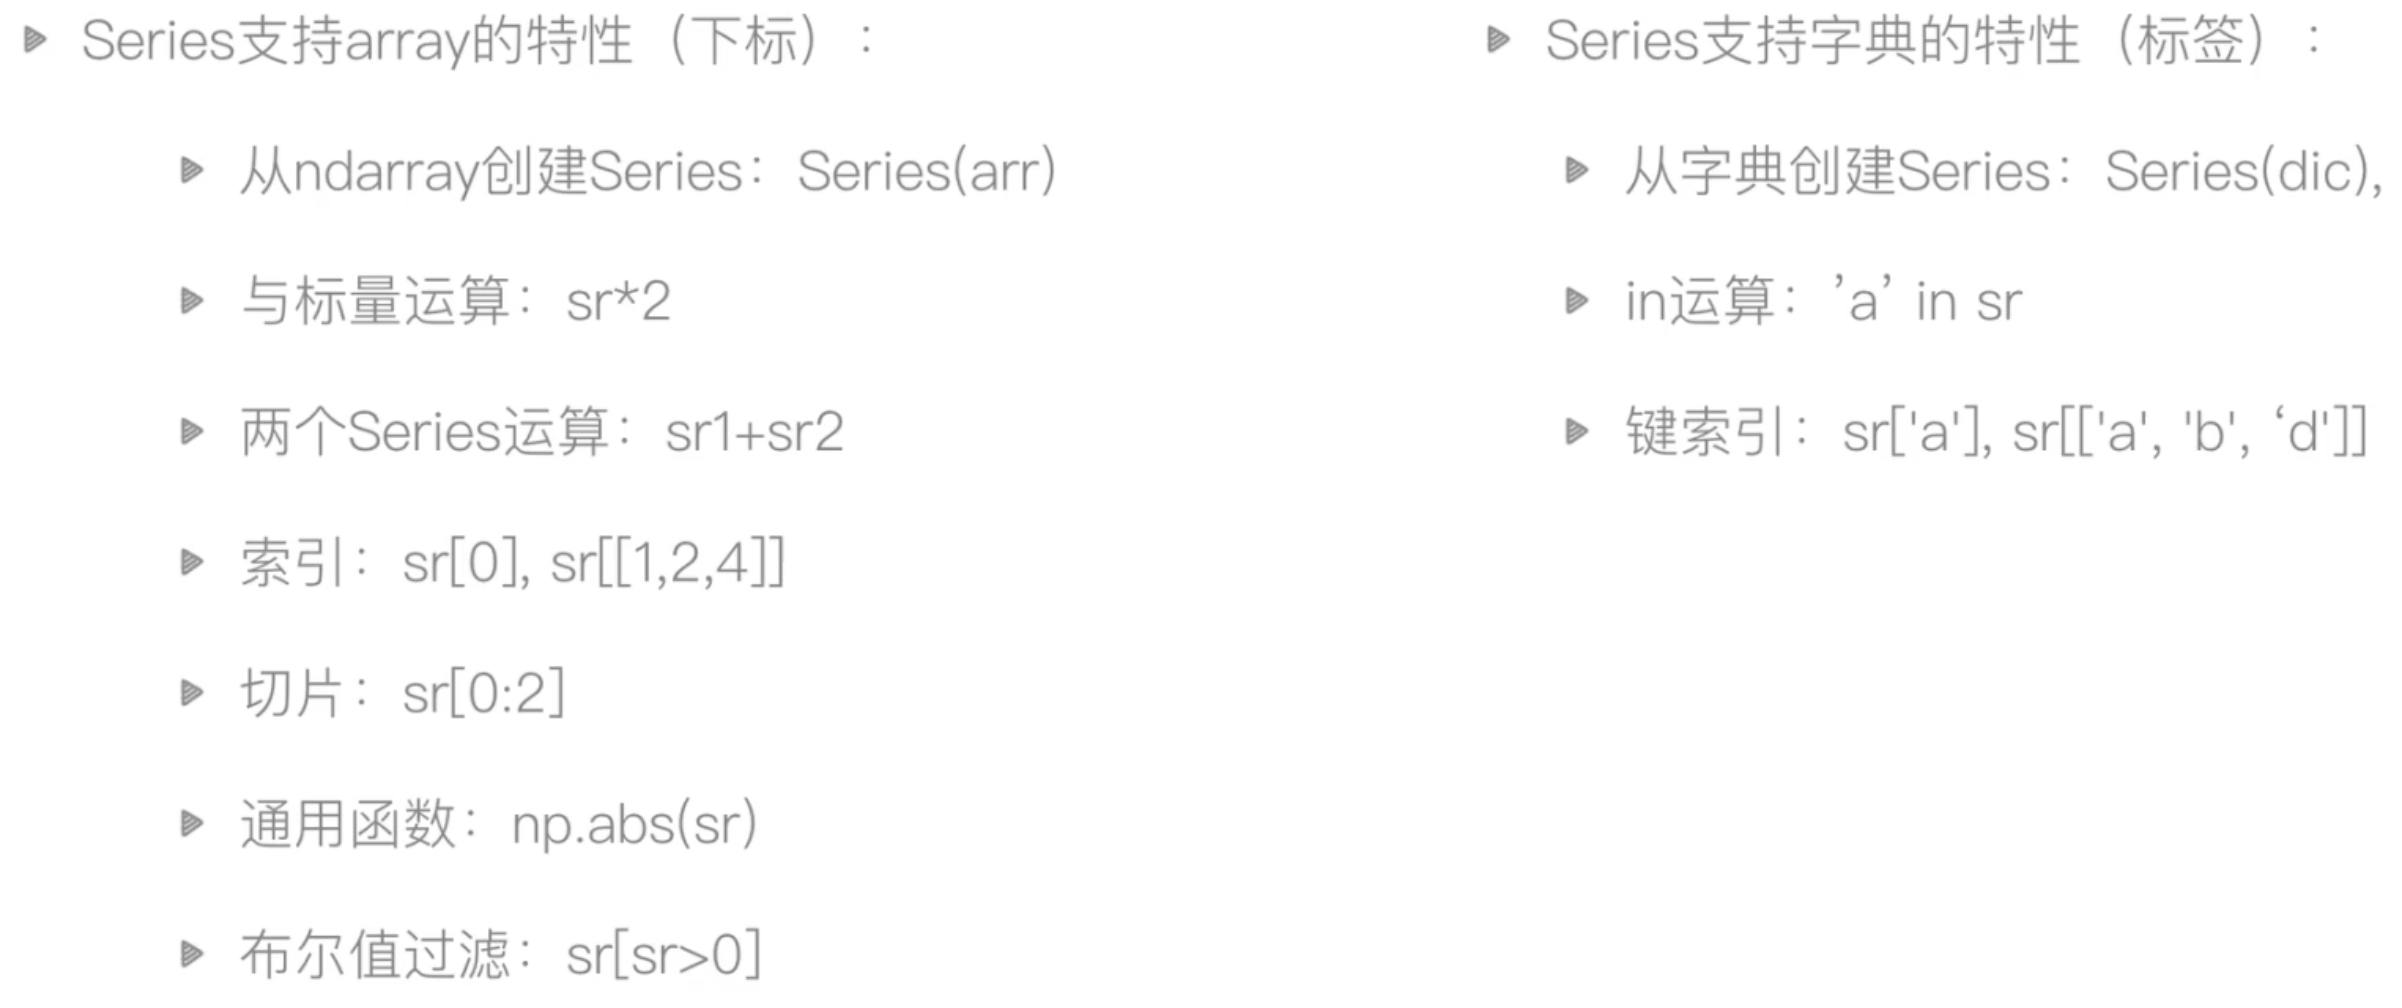 Series支持array的特性（下标）：
从ndarray创建Series：Series(arr)
与标量运算：sr*2
两个Series运算：sr1+sr2
索引：sr[0], sr[[1,2,4]]
切片：sr[0:2]
通用函数：np.abs(sr)
布尔值过滤：sr[sr>0]
Series支持字典的特性（标签）：
从字典创建Series：Series(dic),
in运算：’a’ in sr
键索引：sr['a'], sr[['a', 'b', ‘d']]